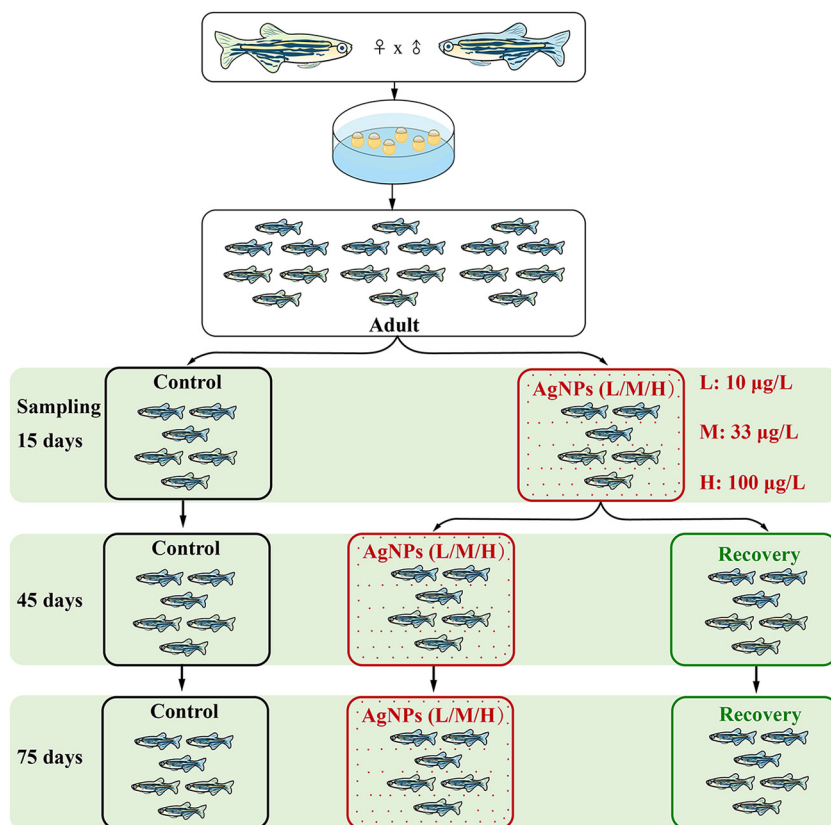 ♀ x ♂
Adult
Control
AgNPs (L/M/H)
L: 10 µg/L
Sampling
15 days
M: 33 µg/L
H: 100 µg/L
Control
AgNPs (L/M/H)
Recovery
45 days
Control
AgNPs (L/M/H)
Recovery
75 days